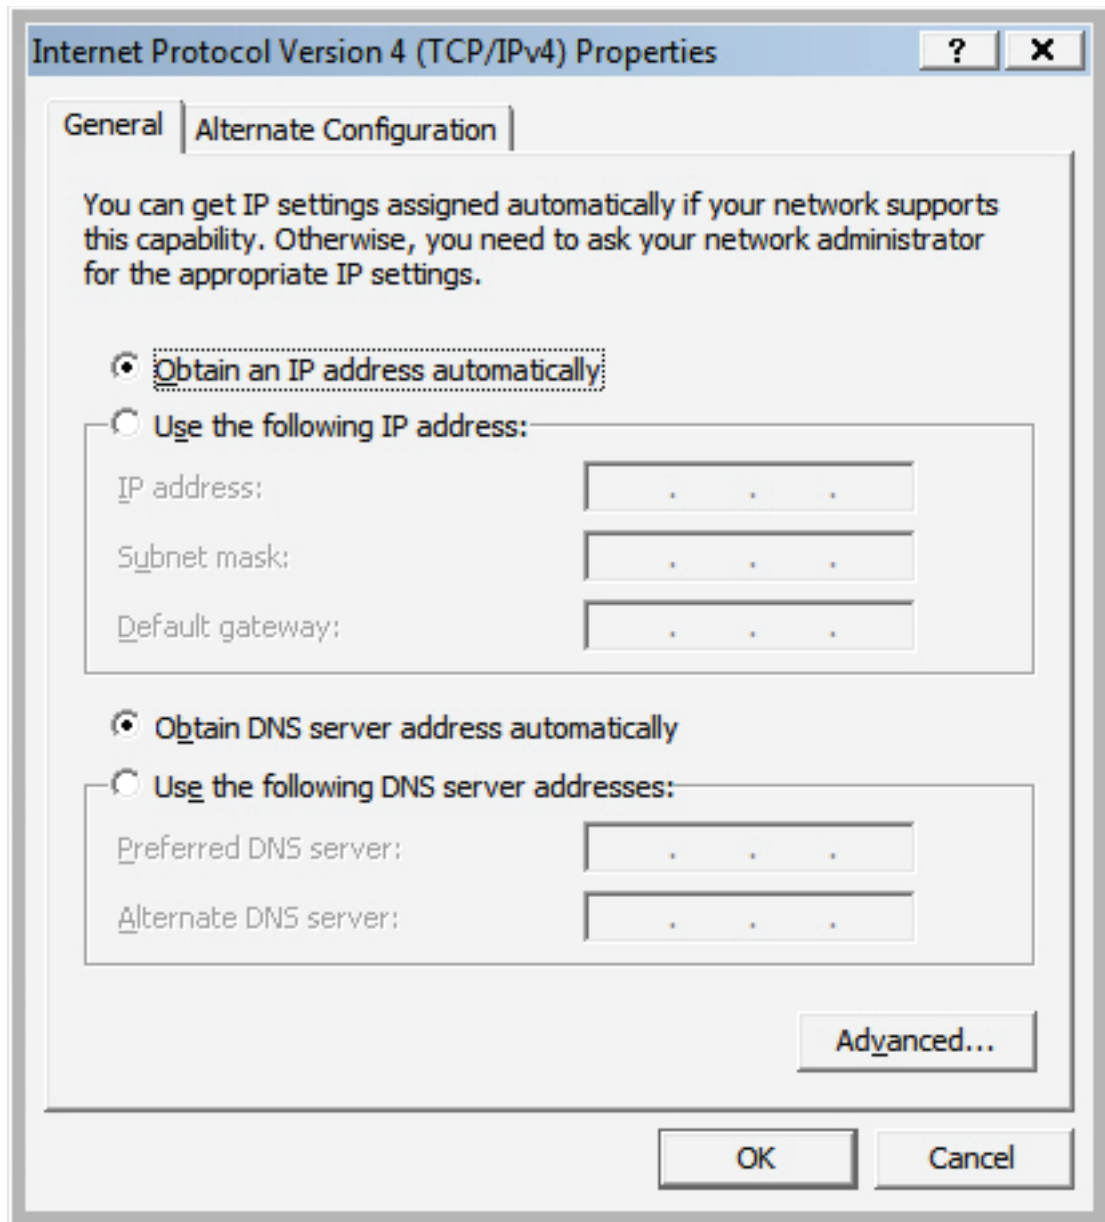 Internet Protocol Version 4 (TCP/IPv4) Properties
?
X
General
Alternate Configuration
You can get IP settings assigned automatically if your network supports
this capability. Otherwise, you need to ask your network administrator
for the appropriate IP settings.
Obtain an IP address automatically
Use the following IP address:
IP address:
. . .
Subnet mask:
. . .
Default gateway:
. . .
Obtain DNS server address automatically
Use the following DNS server addresses:
Preferred DNS server:
. . .
Alternate DNS server:
. . .
Advanced...
OK
Cancel